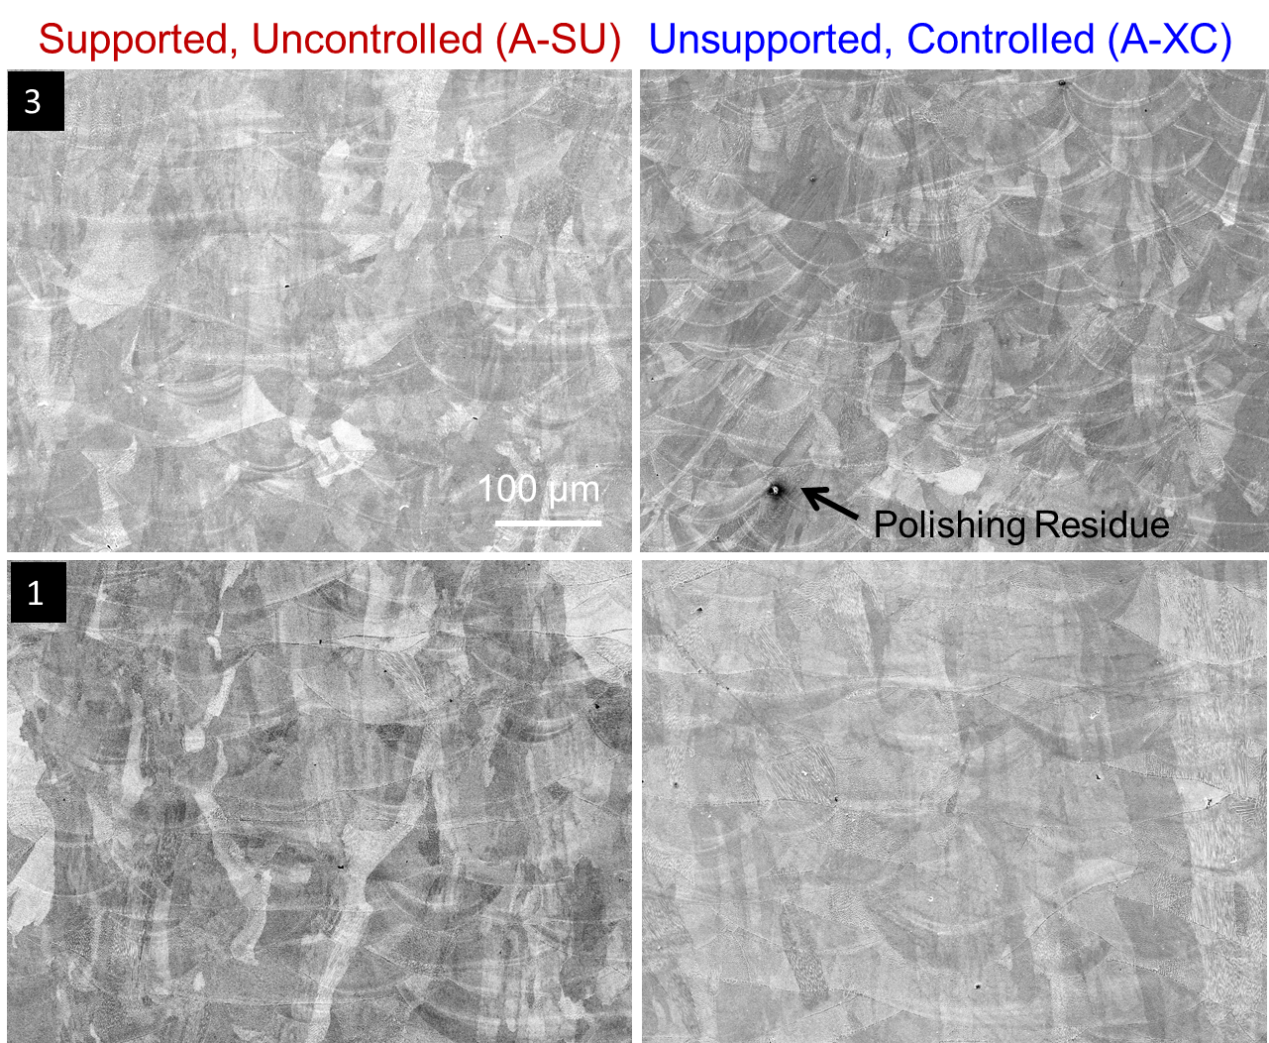 Supported, Uncontrolled (A-SU)
Unsupported, Controlled (A-XC)
3
100 µm
Polishing Residue
1